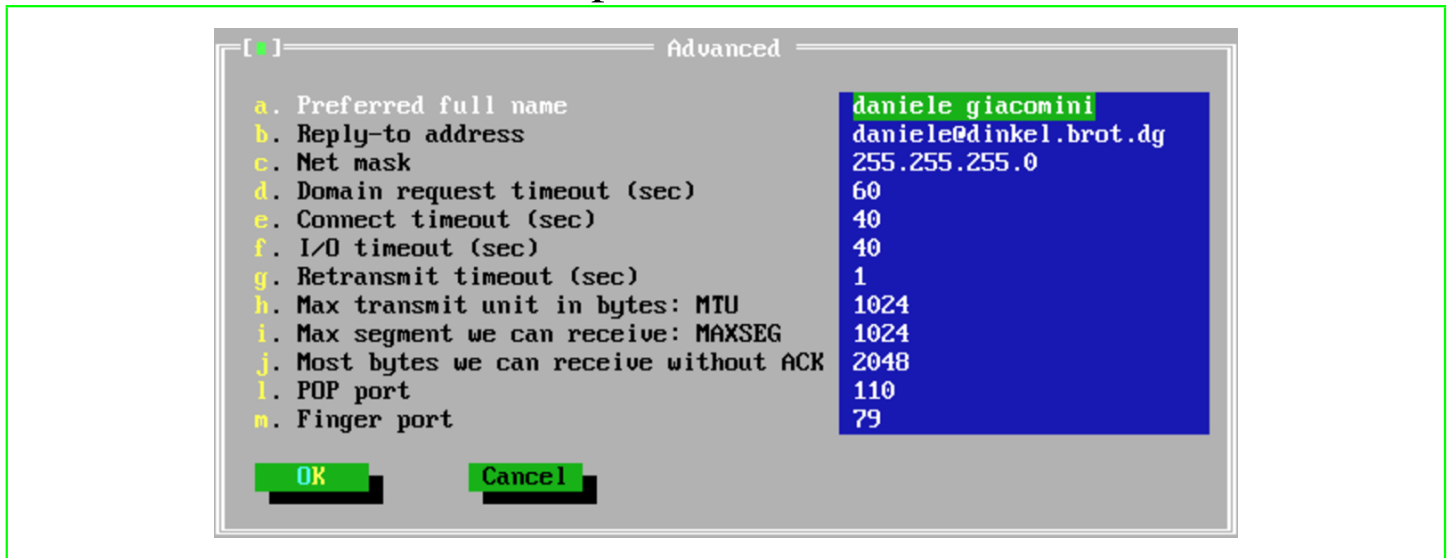 [■] Advanced
a. Preferred full name daniele giacomini
b. Reply-to address daniele@dinkel.brot.dg
c. Net mask 255.255.255.0
d. Domain request timeout (sec) 60
e. Connect timeout (sec) 40
f. I/O timeout (sec) 40
g. Retransmit timeout (sec) 1
h. Max transmit unit in bytes: MTU 1024
i. Max segment we can receive: MAXSEG 1024
j. Most bytes we can receive without ACK 2048
l. POP port 110
m. Finger port 79
OK Cancel